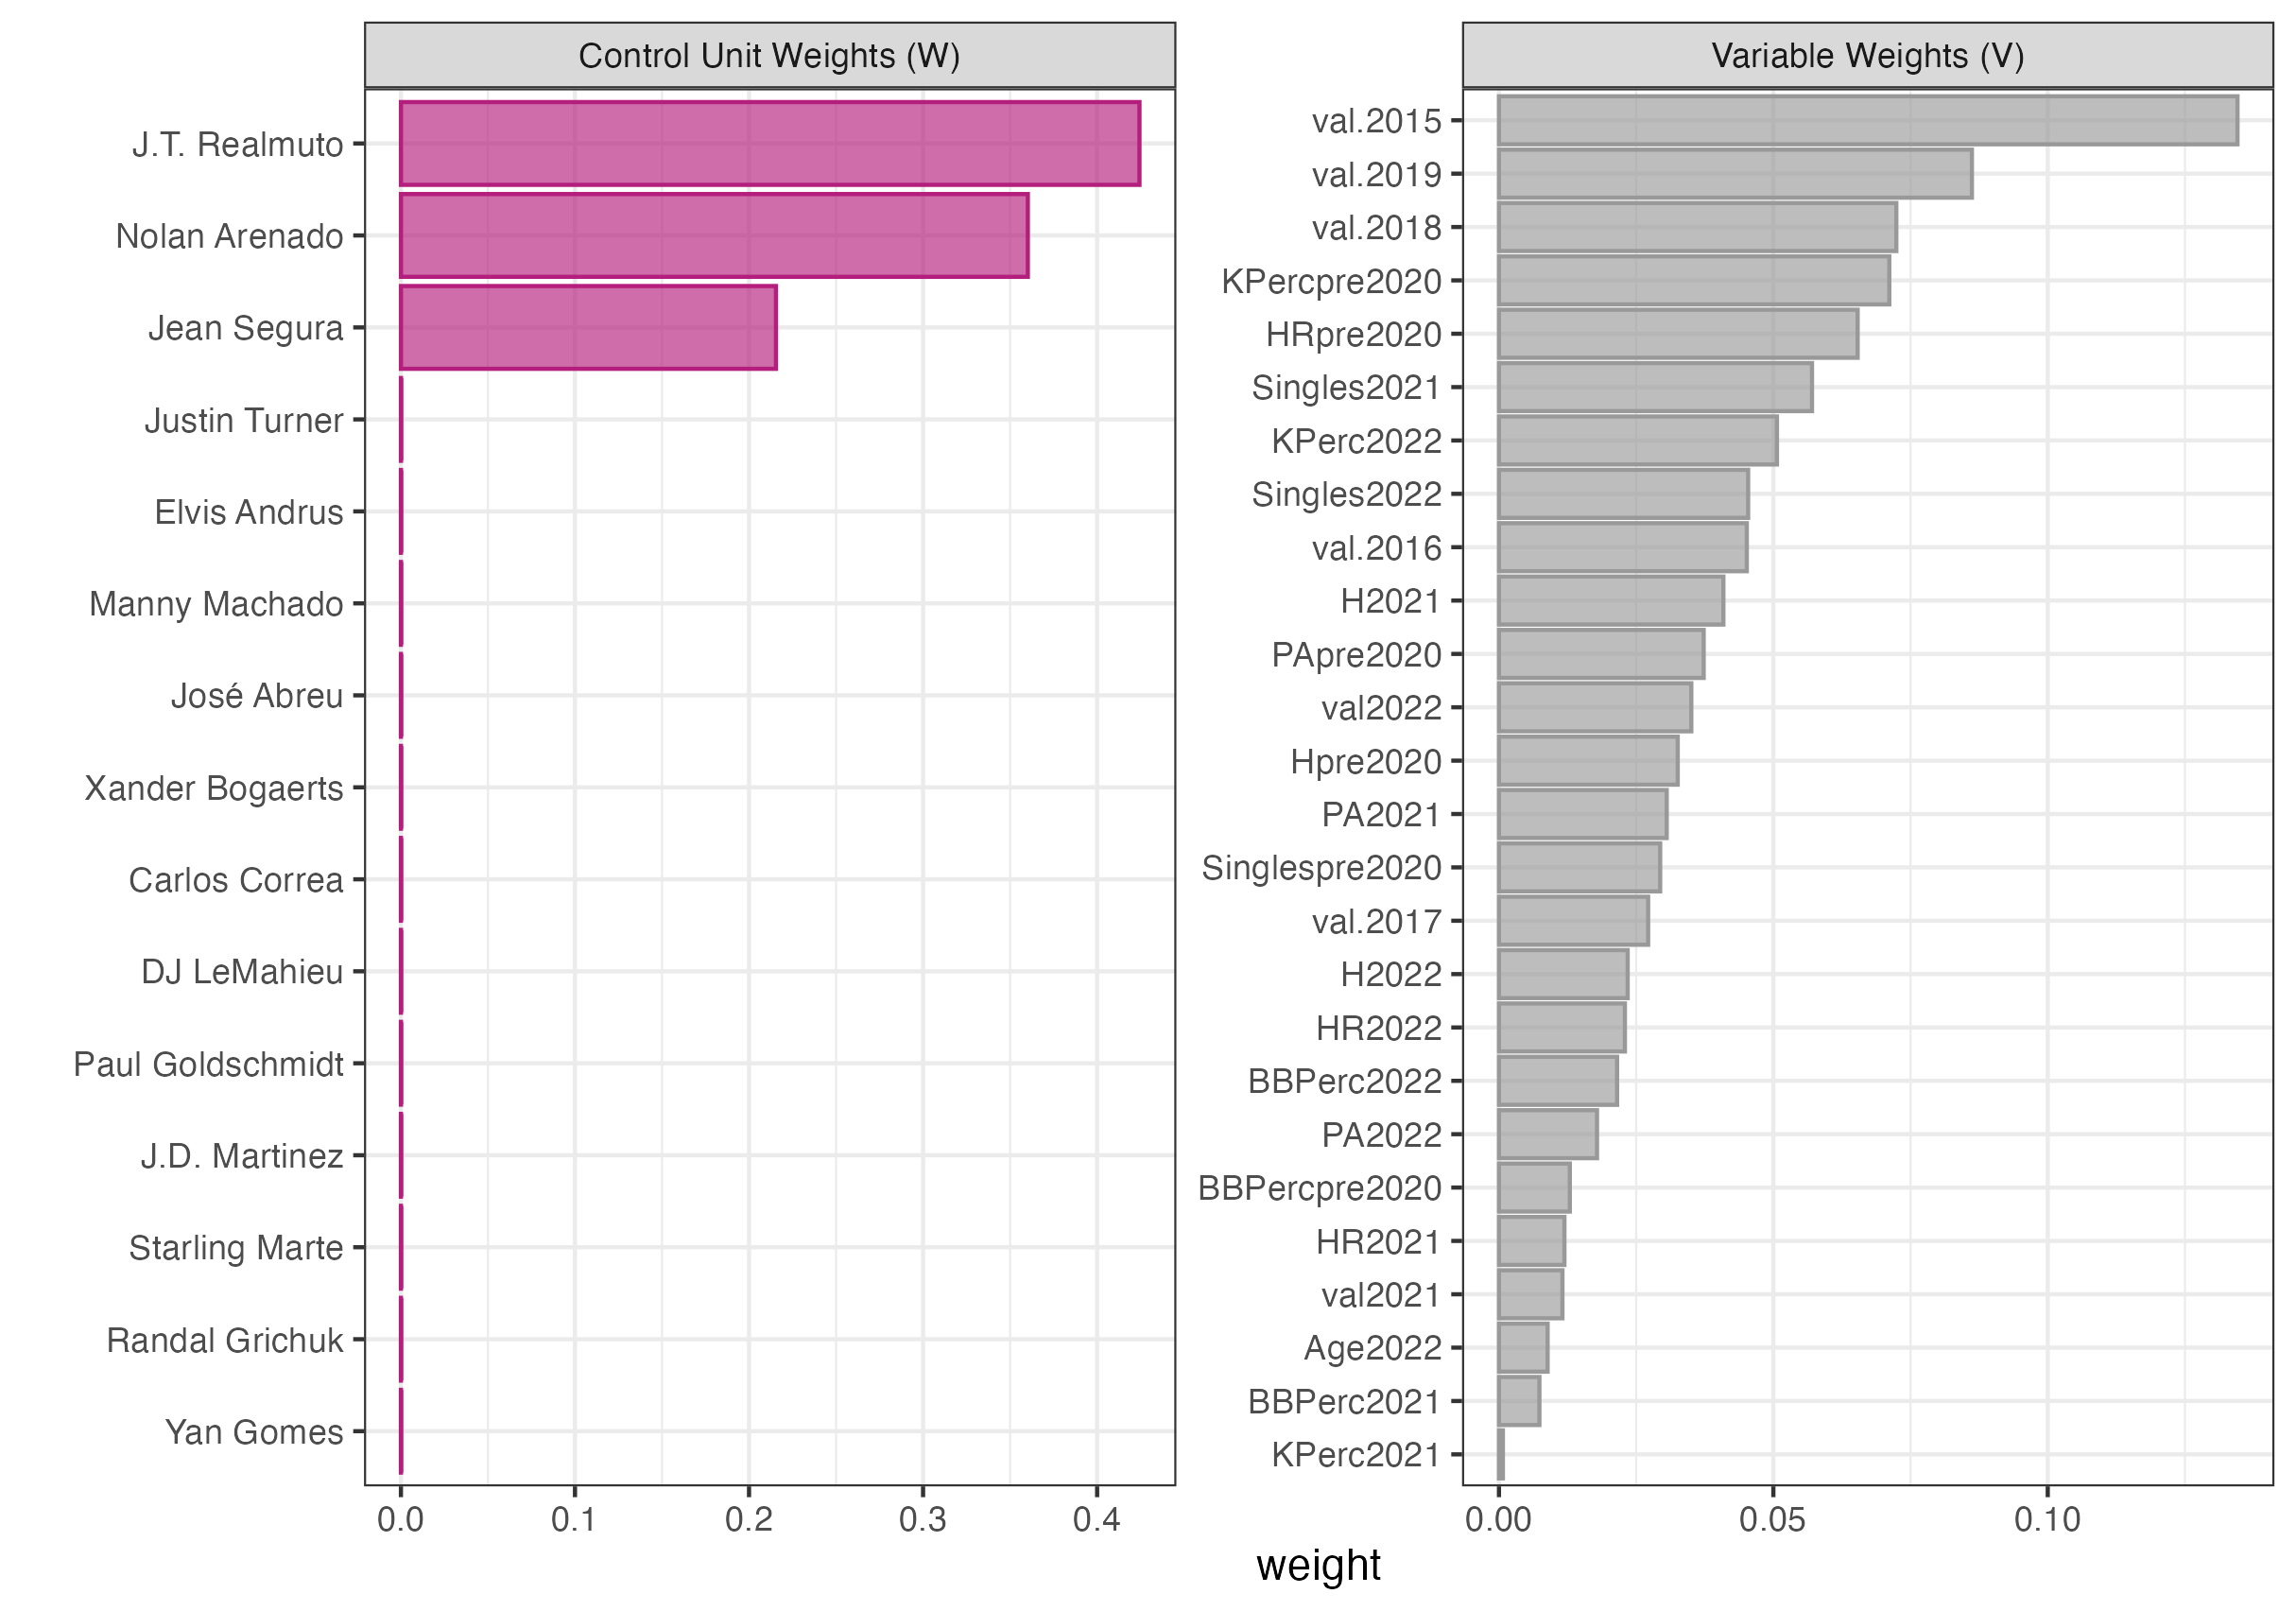 Control Unit Weights (W)
J.T. Realmuto
Nolan Arenado
Jean Segura
Justin Turner
Elvis Andrus
Manny Machado
José Abreu
Xander Bogaerts
Carlos Correa
DJ LeMahieu
Paul Goldschmidt
J.D. Martinez
Starling Marte
Randal Grichuk
Yan Gomes
0.0 0.1 0.2 0.3 0.4
Variable Weights (V)
val.2015
val.2019
val.2018
KPercpre2020
HRpre2020
Singles2021
KPerc2022
Singles2022
val.2016
H2021
PApre2020
val2022
Hpre2020
PA2021
Singlespre2020
val.2017
H2022
HR2022
BBPerc2022
PA2022
BBPercpre2020
HR2021
val2021
Age2022
BBPerc2021
KPerc2021
0.00 0.05 0.10
weight